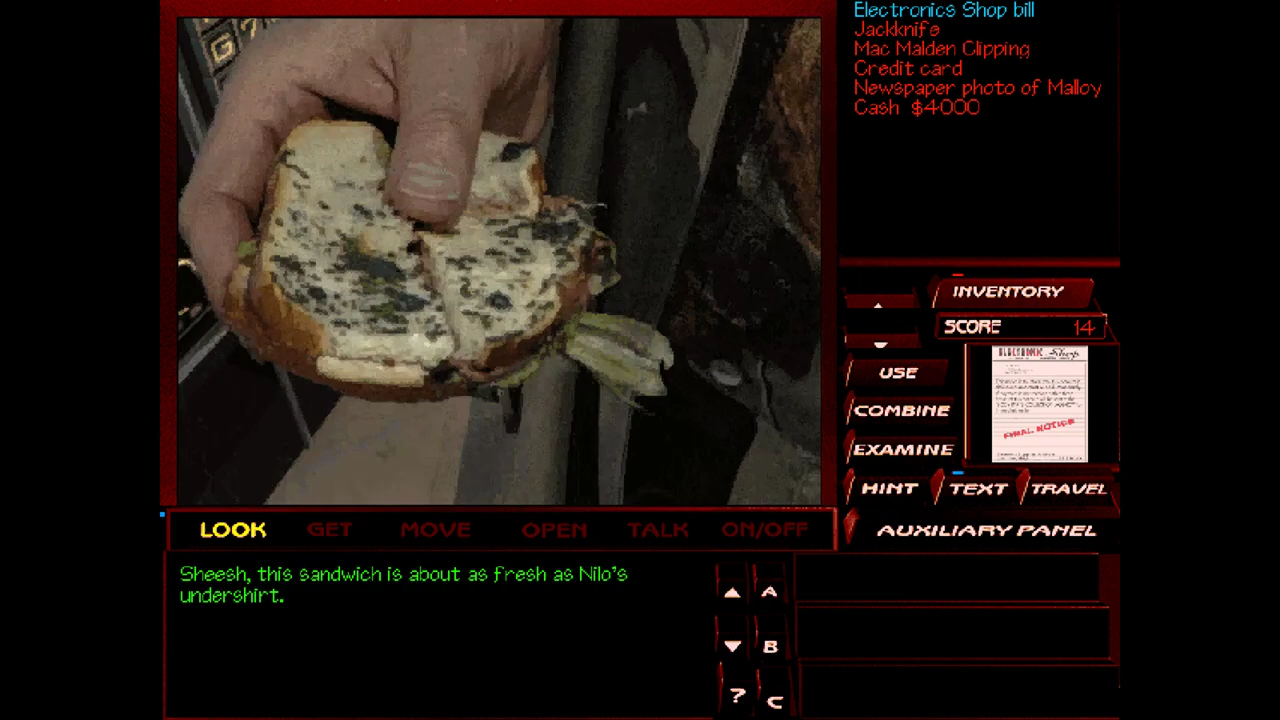 G
Electronics Shop bill
Jackknife
Mac Malden Clipping
Credit card
Newspaper photo of Malloy
Cash $4000
INVENTORY
SCORE 14
USE
COMBINE
EXAMINE
ELECTRONIC Shop
FINAL NOTICE
HINT TEXT TRAVEL
AUXILIARY PANEL
LOOK GET MOVE OPEN TALK ON/OFF
Sheesh, this sandwich is about as fresh as Nilo's
undershirt.
A
B
? C